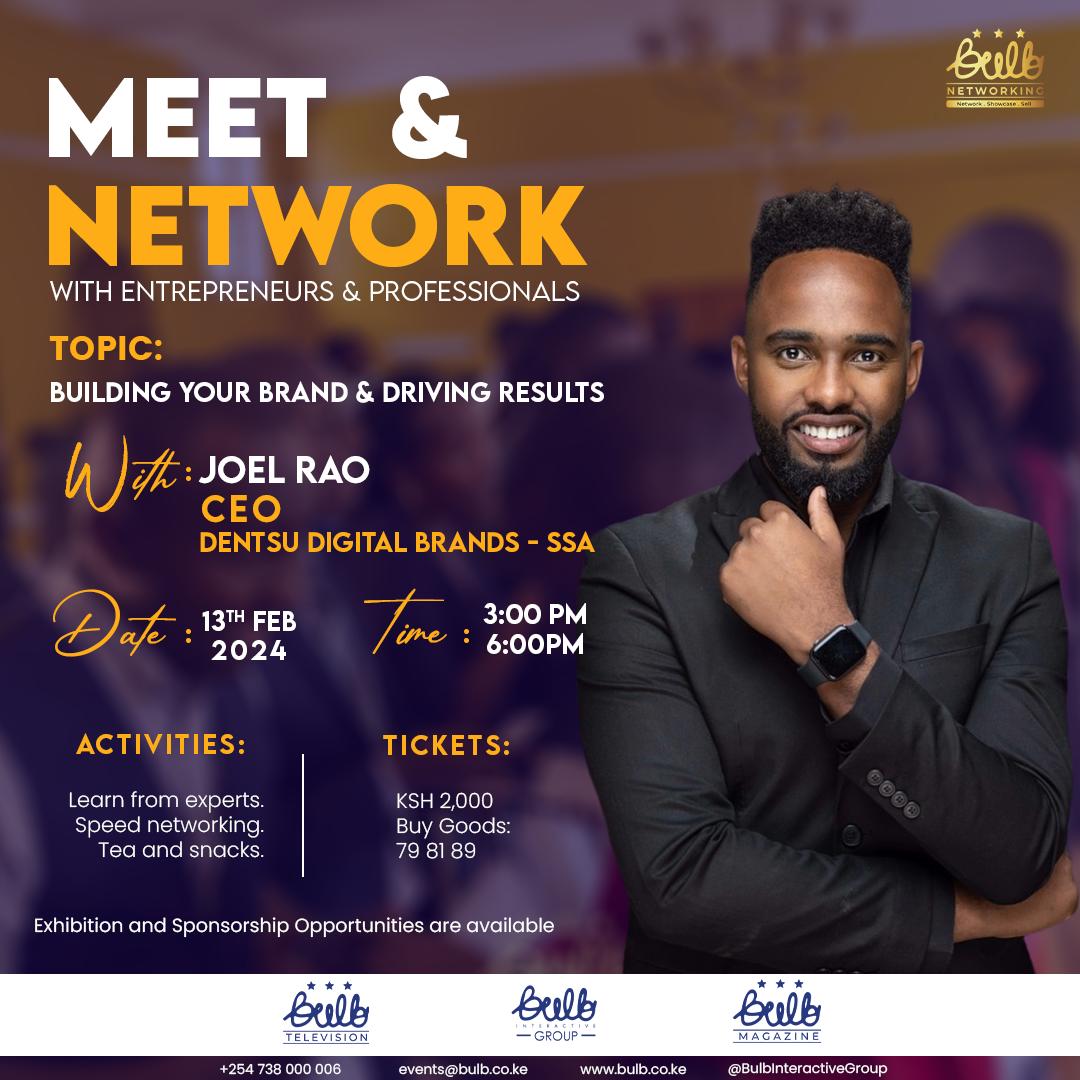 Bulb
NETWORKING
Network . Showcase . Sell
MEET &
NETWORK
WITH ENTREPRENEURS & PROFESSIONALS
TOPIC:
BUILDING YOUR BRAND & DRIVING RESULTS
With : JOEL RAO
CEO
DENTSU DIGITAL BRANDS - SSA
Date : 13TH FEB
2024
Time : 3:00 PM
6:00PM
ACTIVITIES:
Learn from experts.
Speed networking.
Tea and snacks.
TICKETS:
KSH 2,000
Buy Goods:
79 81 89
Exhibition and Sponsorship Opportunities are available
Bulb
TELEVISION
Bulb
INTERACTIVE
GROUP
Bulb
MAGAZINE
+254 738 000 006 events@bulb.co.ke www.bulb.co.ke @BulbInteractiveGroup